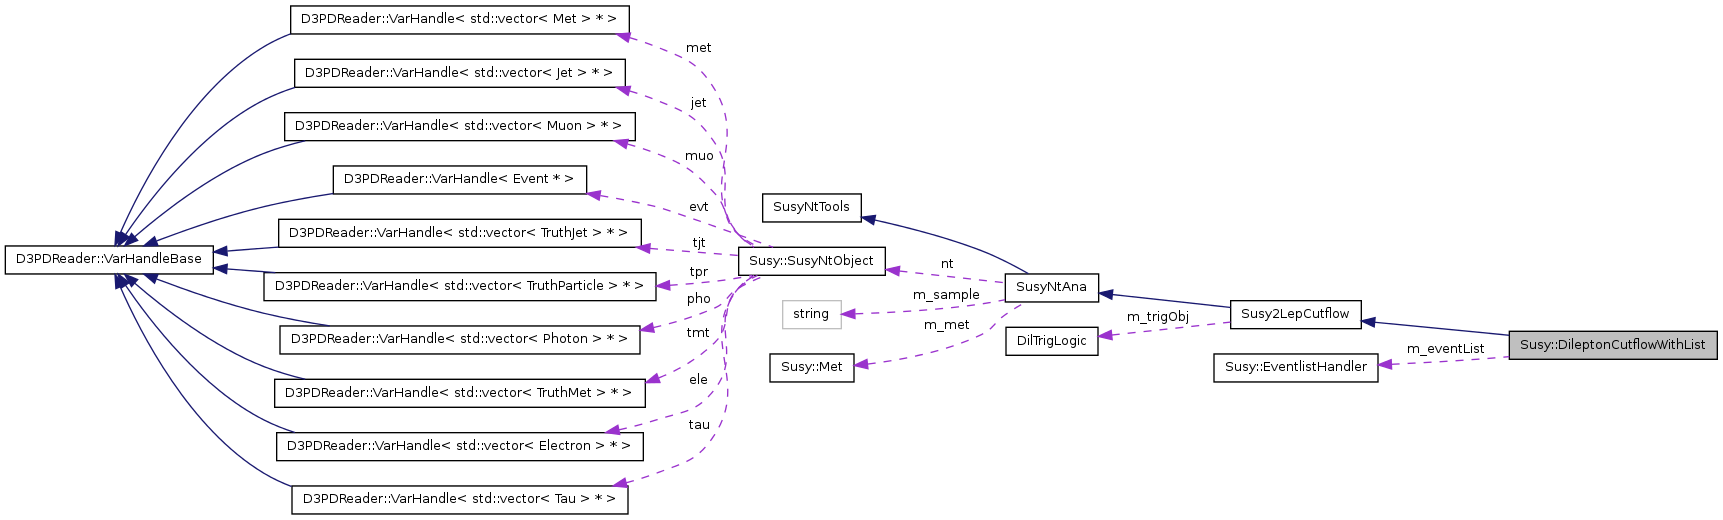 D3PDReader::VarHandle< std::vector< Met > * >
met
D3PDReader::VarHandle< std::vector< Jet > * >
jet
D3PDReader::VarHandle< std::vector< Muon > * >
muo
D3PDReader::VarHandle< Event * >
evt
SusyNtTools
D3PDReader::VarHandle< std::vector< TruthJet > * >
tjt
D3PDReader::VarHandleBase
Susy::SusyNtObject
nt
D3PDReader::VarHandle< std::vector< TruthParticle > * >
tpr
SusyNtAna
pho
m_sample
string
m_trigObj
Susy2LepCutflow
m_met
D3PDReader::VarHandle< std::vector< Photon > * >
tmt
DilTrigLogic
m_eventList
Susy::DileptonCutflowWithList
Susy::Met
Susy::EventlistHandler
ele
D3PDReader::VarHandle< std::vector< TruthMet > * >
tau
D3PDReader::VarHandle< std::vector< Electron > * >
D3PDReader::VarHandle< std::vector< Tau > * >